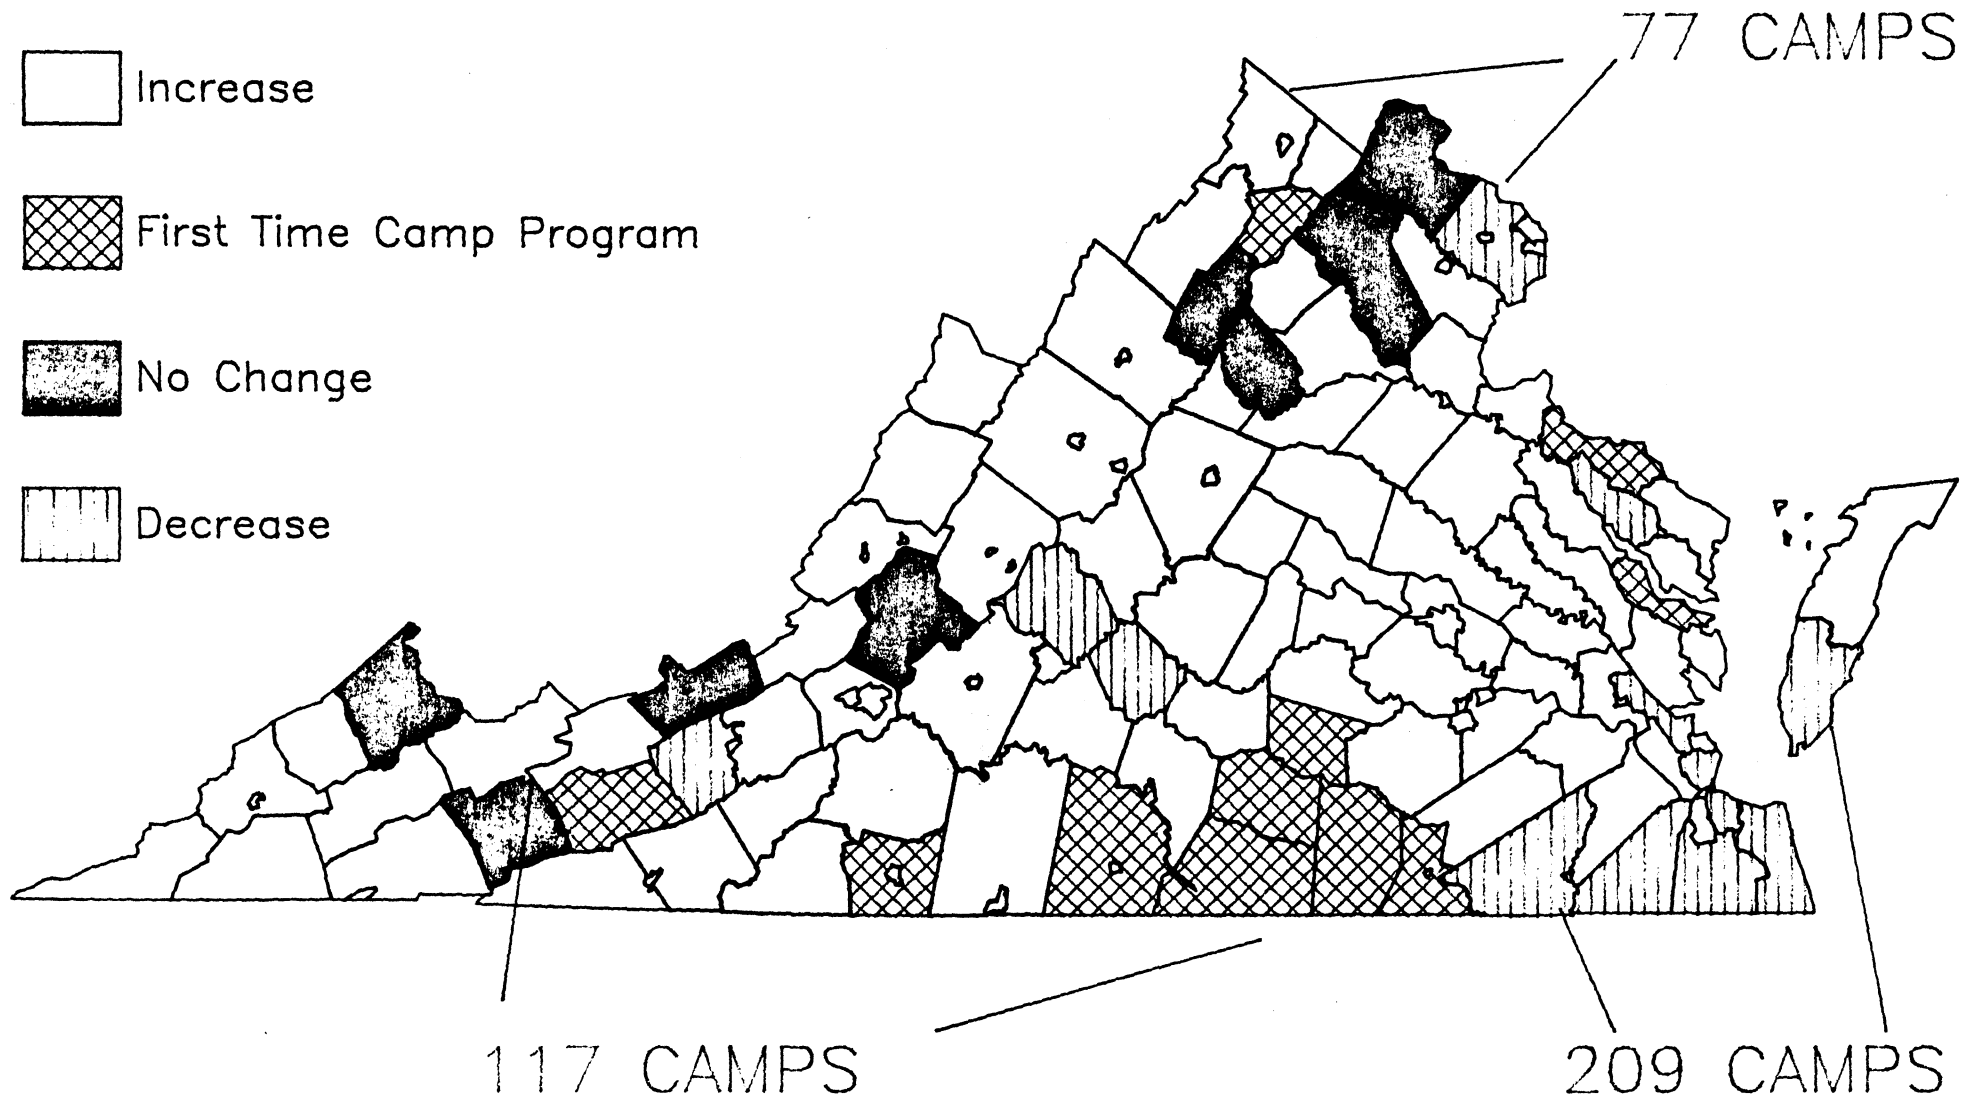 77 CAMPS
Increase
First Time Camp Program
No Change
Decrease
117 CAMPS
209 CAMPS